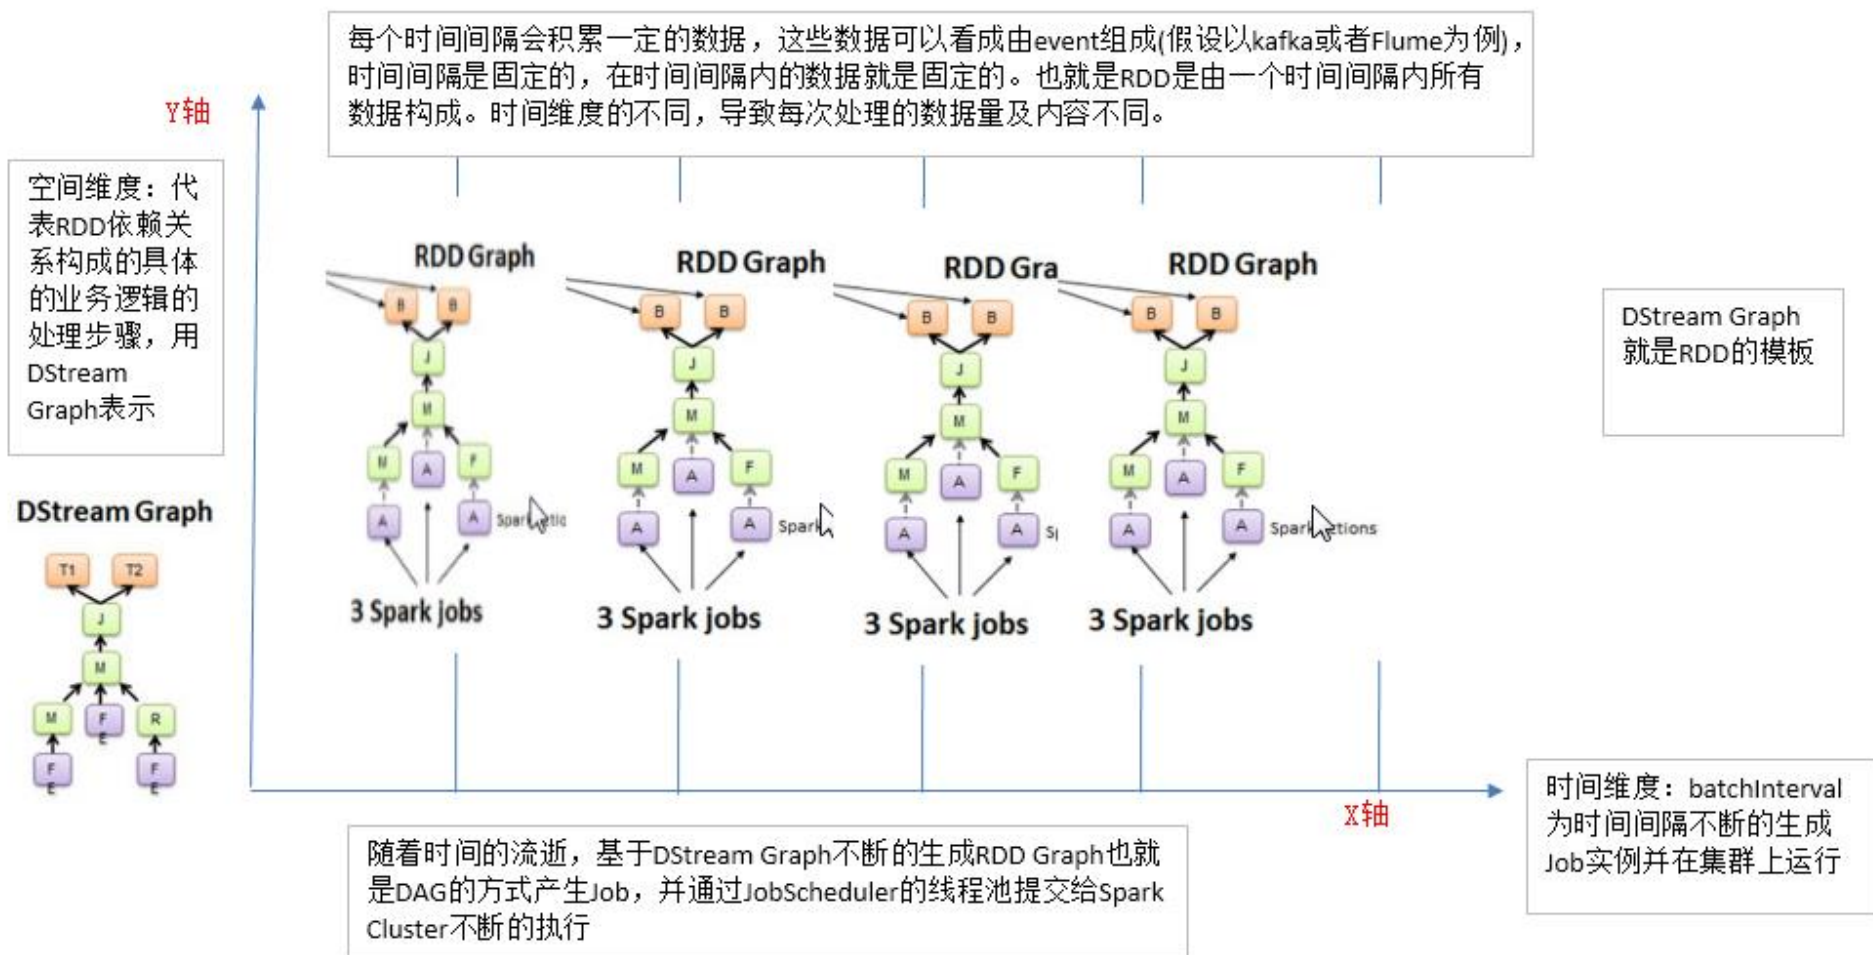 每个时间间隔会积累一定的数据，这些数据可以看成由event组成(假设以kafka或者Flume为例)，
时间间隔是固定的，在时间间隔内的数据就是固定的。也就是RDD是由一个时间间隔内所有
数据构成。时间维度的不同，导致每次处理的数据量及内容不同。
Y轴
空间维度：代
表RDD依赖关
系构成的具体
的业务逻辑的
处理步骤，用
DStream
Graph表示
DStream Graph
T1 T2
J
M
M F E R
F E F E
RDD Graph
B B
J
M
M A F
A A
3 Spark jobs
RDD Graph
B B
J
M
M A F
A A Spark
3 Spark jobs
RDD Gra
B B
J
M
M A F
A A
3 Spark jobs
RDD Graph
B B
J
M
M A F
A A Spark ctions
3 Spark jobs
DStream Graph
就是RDD的模板
X轴
时间维度：batchInterval
为时间间隔不断的生成
Job实例并在集群上运行
随着时间的流逝，基于DStream Graph不断的生成RDD Graph也就
是DAG的方式产生Job，并通过JobScheduler的线程池提交给Spark
Cluster不断的执行